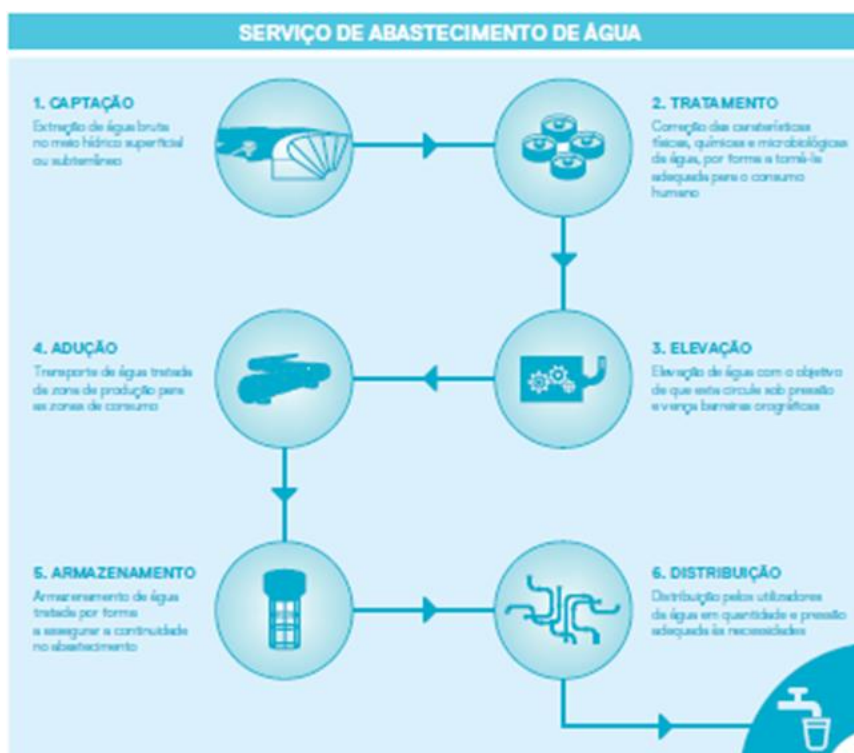 SERVIÇO DE ABASTECIMENTO DE ÁGUA
1. CAPTAÇÃO
Extração de água bruta
no meio hídrico superficial
ou subterrâneo
2. TRATAMENTO
Correção das caraterísticas
físicas, químicas e microbiológicas
da água, por forma a torná-la
adequada para o consumo
humano
4. ADUÇÃO
Transporte de água tratada
da zona de produção para
as zonas de consumo
3. ELEVAÇÃO
Elevação de água com o objetivo
de que esta circule sob pressão
e vença barreiras orográficas
5. ARMAZENAMENTO
Armazenamento de água
tratada por forma
a assegurar a continuidade
no abastecimento
6. DISTRIBUIÇÃO
Distribuição pelos utilizadores
da água em quantidade e pressão
adequada às necessidades